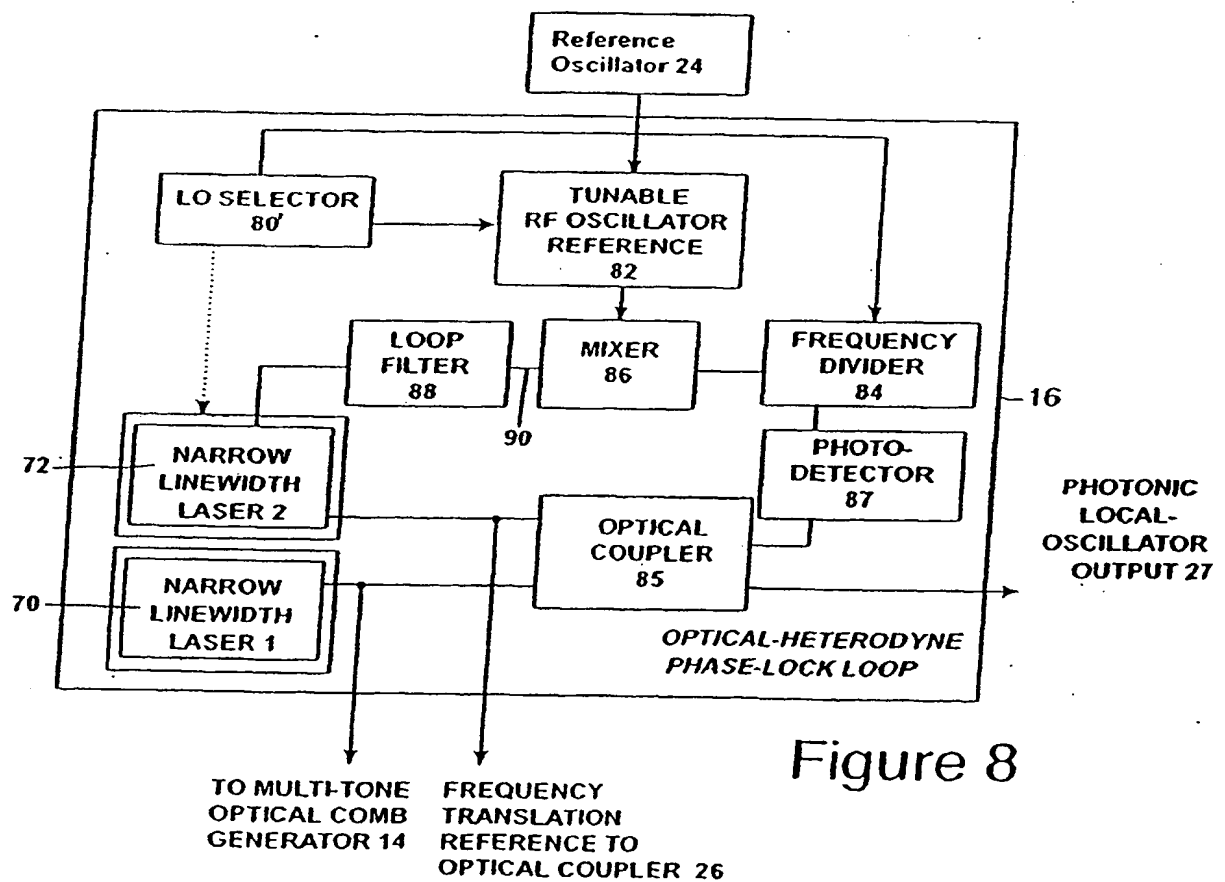 Reference
Oscillator 24
LO SELECTOR
80'
TUNABLE
RF OSCILLATOR
REFERENCE
82
LOOP
FILTER
88
MIXER
86
FREQUENCY
DIVIDER
84
16
90
PHOTO-
DETECTOR
87
72
NARROW
LINEWIDTH
LASER 2
OPTICAL
COUPLER
85
PHOTONIC
LOCAL-
OSCILLATOR
OUTPUT 27
70
NARROW
LINEWIDTH
LASER 1
OPTICAL-HETERODYNE
PHASE-LOCK LOOP
TO MULTI-TONE
OPTICAL COMB
GENERATOR 14
FREQUENCY
TRANSLATION
REFERENCE TO
OPTICAL COUPLER 26
Figure 8